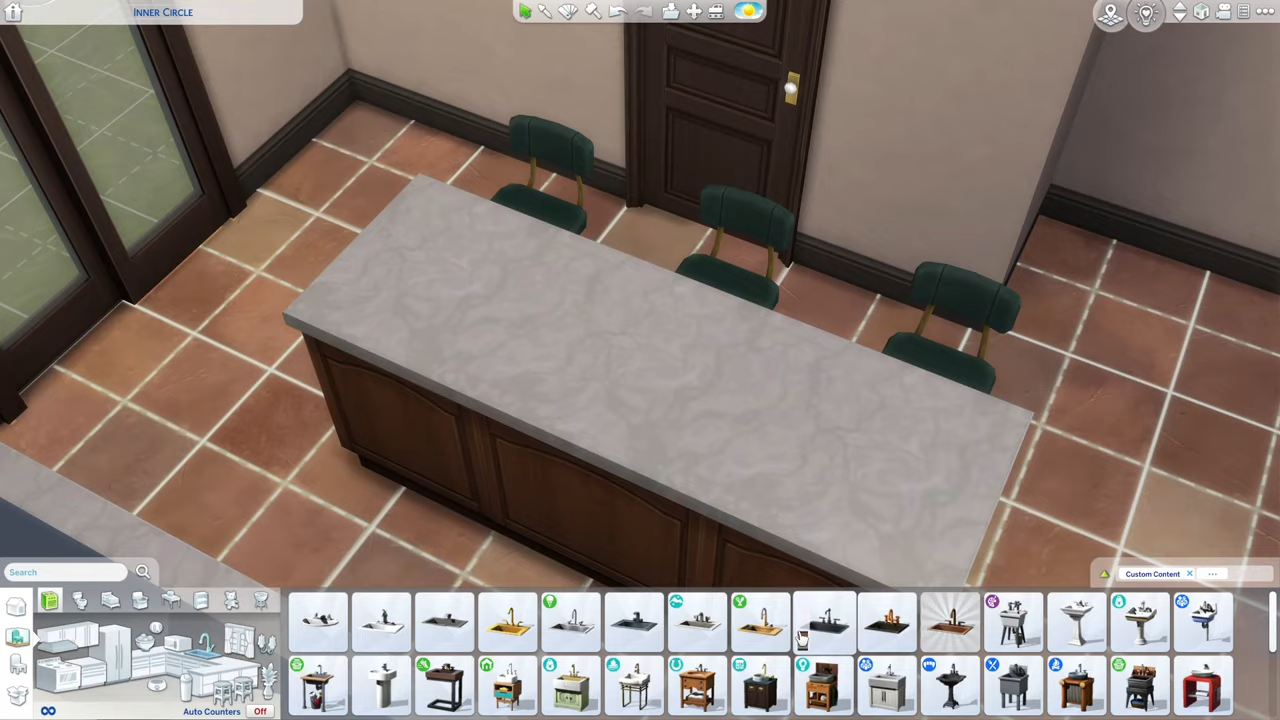 INNER CIRCLE
Search
Custom Content ✕ ...
Auto Counters Off